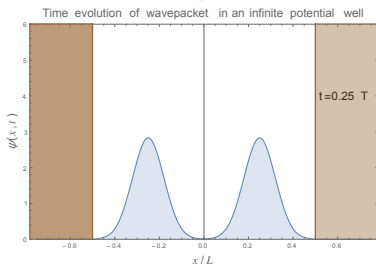 Time evolution of wavepacket in an infinite potential well
6
5
4
3
2
1
0
ψ(x, t)
t=0.25 T
-0.6 -0.4 -0.2 0.0 0.2 0.4 0.6
x / L